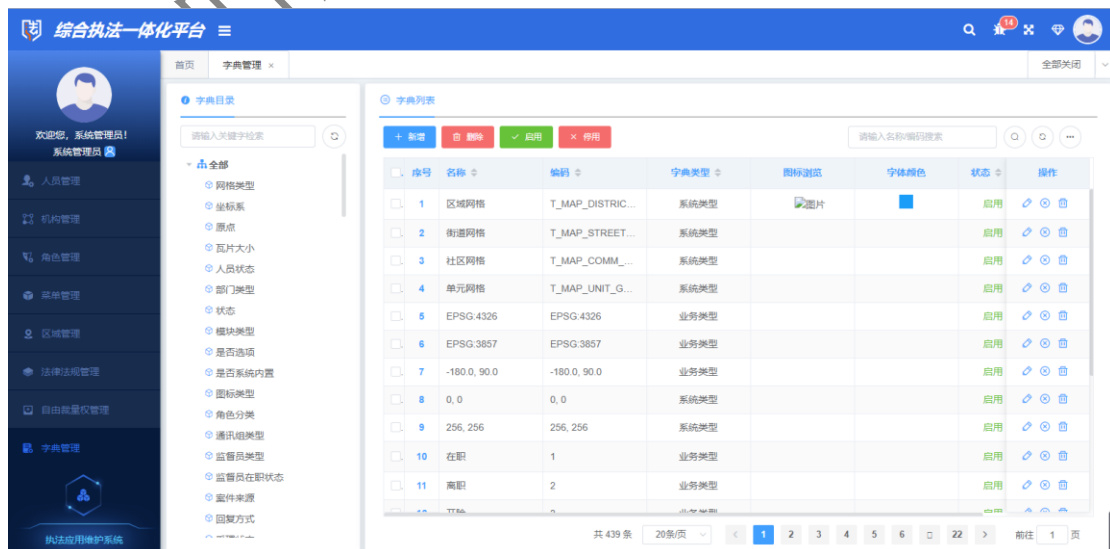 综合执法一体化平台
14
首页 字典管理 × 全部关闭
欢迎您，系统管理员！
系统管理员
人员管理
机构管理
角色管理
菜单管理
区域管理
法律法规管理
自由裁量权管理
字典管理
执法应用维护系统
字典目录
请输入关键字检索
全部
网格类型
坐标系
原点
瓦片大小
人员状态
部门类型
状态
模块类型
是否选项
是否系统内置
图标类型
角色分类
通讯组类型
监督员类型
监督员在职状态
案件来源
回复方式
字典列表
+ 新增 删除 启用 × 停用 请输入名称/编码搜索
序号 名称 编码 字典类型 图标浏览 字体颜色 状态 操作
1 区域网格 T_MAP_DISTRIC... 系统类型 图片 启用
2 街道网格 T_MAP_STREET... 系统类型 启用
3 社区网格 T_MAP_COMM_... 系统类型 启用
4 单元网格 T_MAP_UNIT_G... 系统类型 启用
5 EPSG:4326 EPSG:4326 业务类型 启用
6 EPSG:3857 EPSG:3857 业务类型 启用
7 -180.0, 90.0 -180.0, 90.0 业务类型 启用
8 0, 0 0, 0 系统类型 启用
9 256, 256 256, 256 系统类型 启用
10 在职 1 业务类型 启用
11 离职 2 业务类型 启用
共 439 条 20条/页 < 1 2 3 4 5 6 22 > 前往 1 页